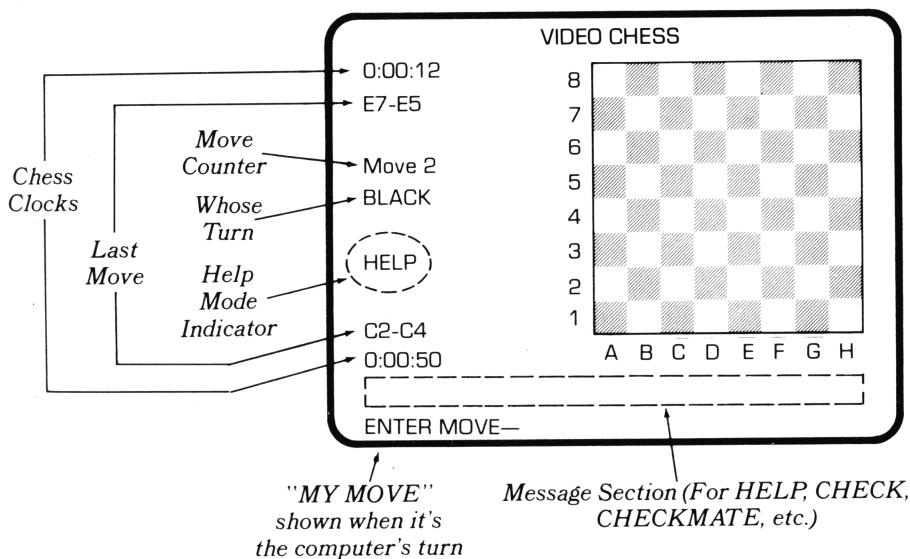 VIDEO CHESS
0:00:12
E7-E5
Move
Counter
Move 2
Chess
Clocks
Whose
Turn
BLACK
Last
Move
Help
Mode
Indicator
HELP
C2-C4
0:00:50
8
7
6
5
4
3
2
1
A B C D E F G H
ENTER MOVE—
"MY MOVE"
shown when it's
the computer's turn
Message Section (For HELP, CHECK,
CHECKMATE, etc.)